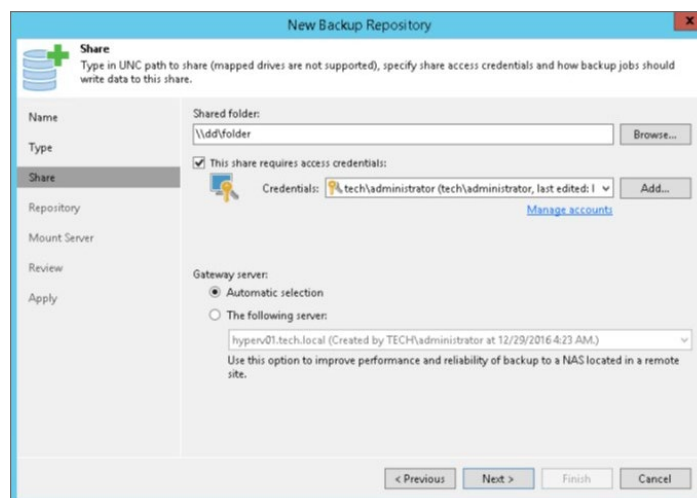 New Backup Repository
x
Share
Type in UNC path to share (mapped drives are not supported), specify share access credentials and how backup jobs should
write data to this share.
Name
Type
Share
Repository
Mount Server
Review
Apply
Shared folder:
\\dd\folder
Browse...
This share requires access credentials:
Credentials:
tech\administrator (tech\administrator, last edited: l
Add...
Manage accounts
Gateway server:
Automatic selection
The following server:
hyperv01.tech.local (Created by TECH\administrator at 12/29/2016 4:23 AM.)
Use this option to improve performance and reliability of backup to a NAS located in a remote
site.
< Previous
Next >
Finish
Cancel